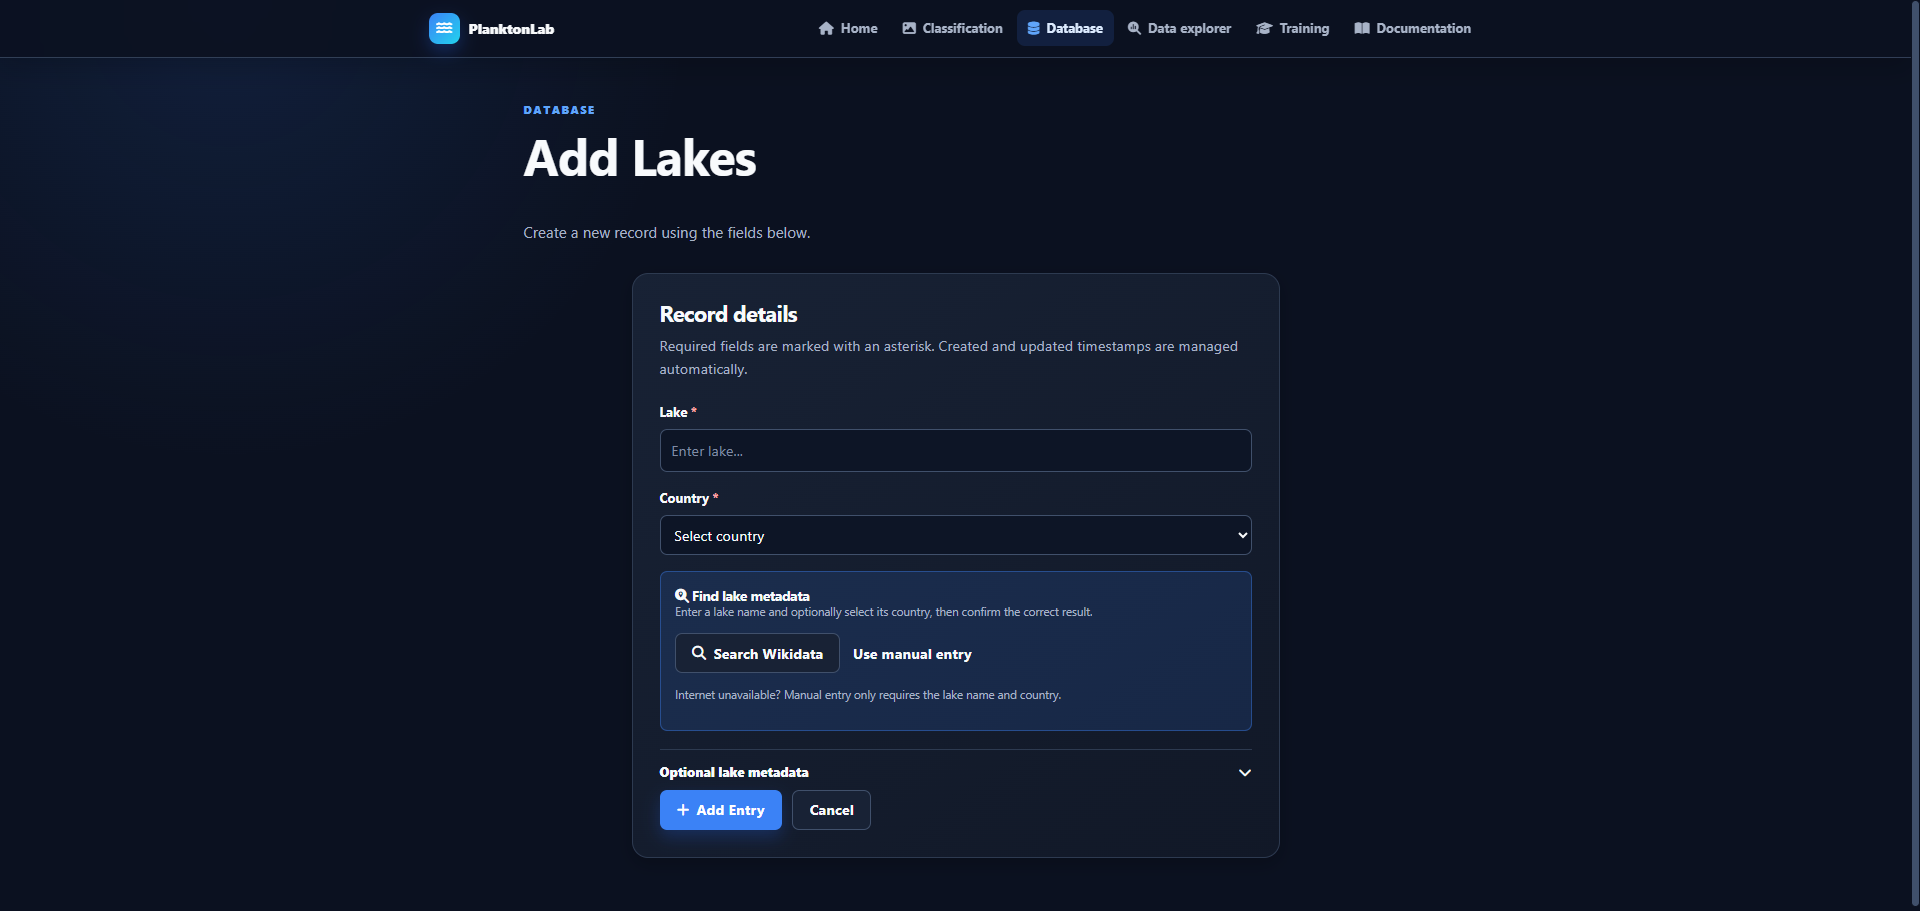 PlanktonLab
Home
Classification
Database
Data explorer
Training
Documentation
DATABASE
Add Lakes
Create a new record using the fields below.
Record details
Required fields are marked with an asterisk. Created and updated timestamps are managed
automatically.
Lake *
Enter lake...
Country *
Select country
Find lake metadata
Enter a lake name and optionally select its country, then confirm the correct result.
Search Wikidata
Use manual entry
Internet unavailable? Manual entry only requires the lake name and country.
Optional lake metadata
+ Add Entry
Cancel